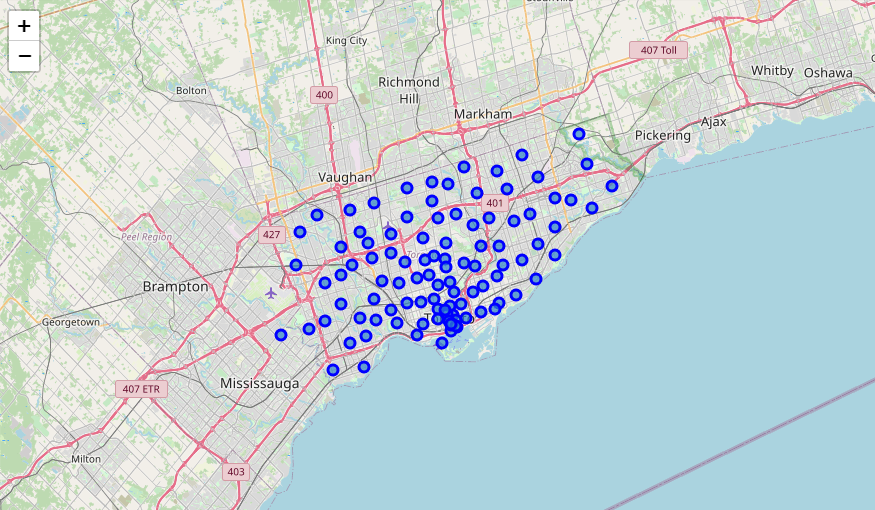 +
−
King City
407 Toll
Whitby
Oshawa
Bolton
400
Richmond
Hill
Markham
Ajax
Pickering
Vaughan
401
427
Peel Region
Brampton
Georgetown
Mississauga
407 ETR
Milton
403